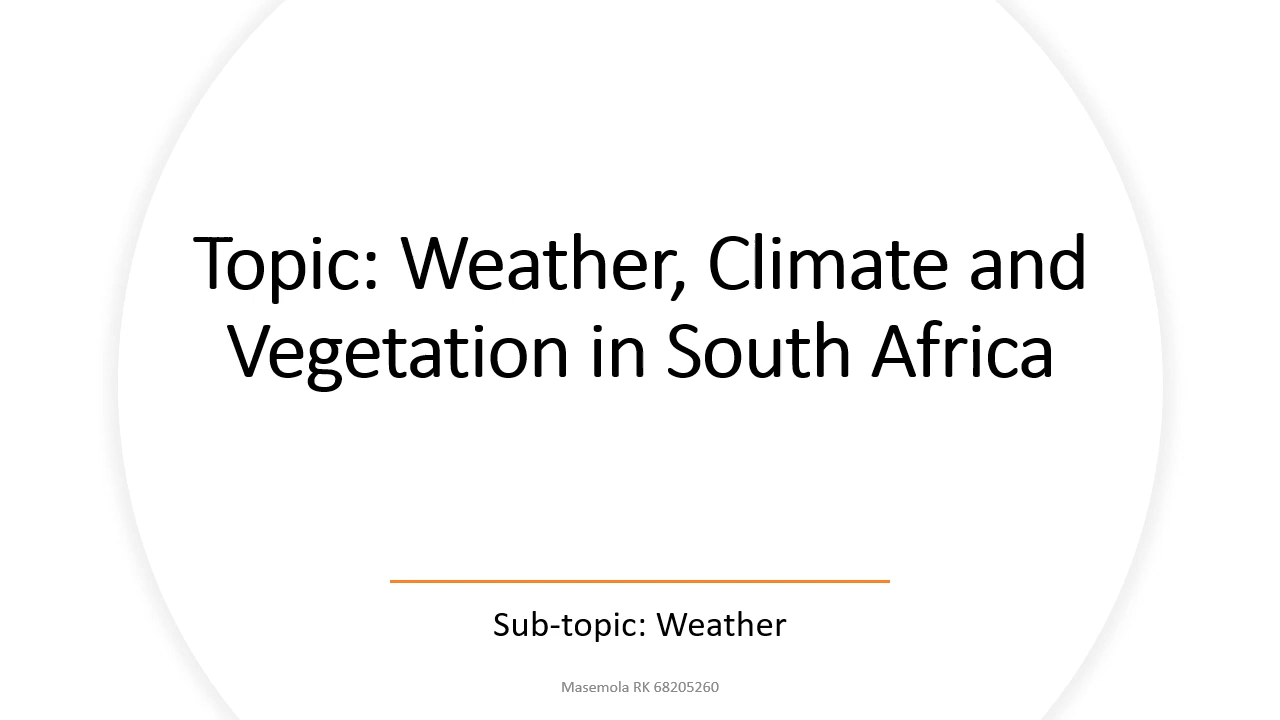 Topic: Weather, Climate and
Vegetation in South Africa
Sub-topic: Weather
Masemola RK 68205260